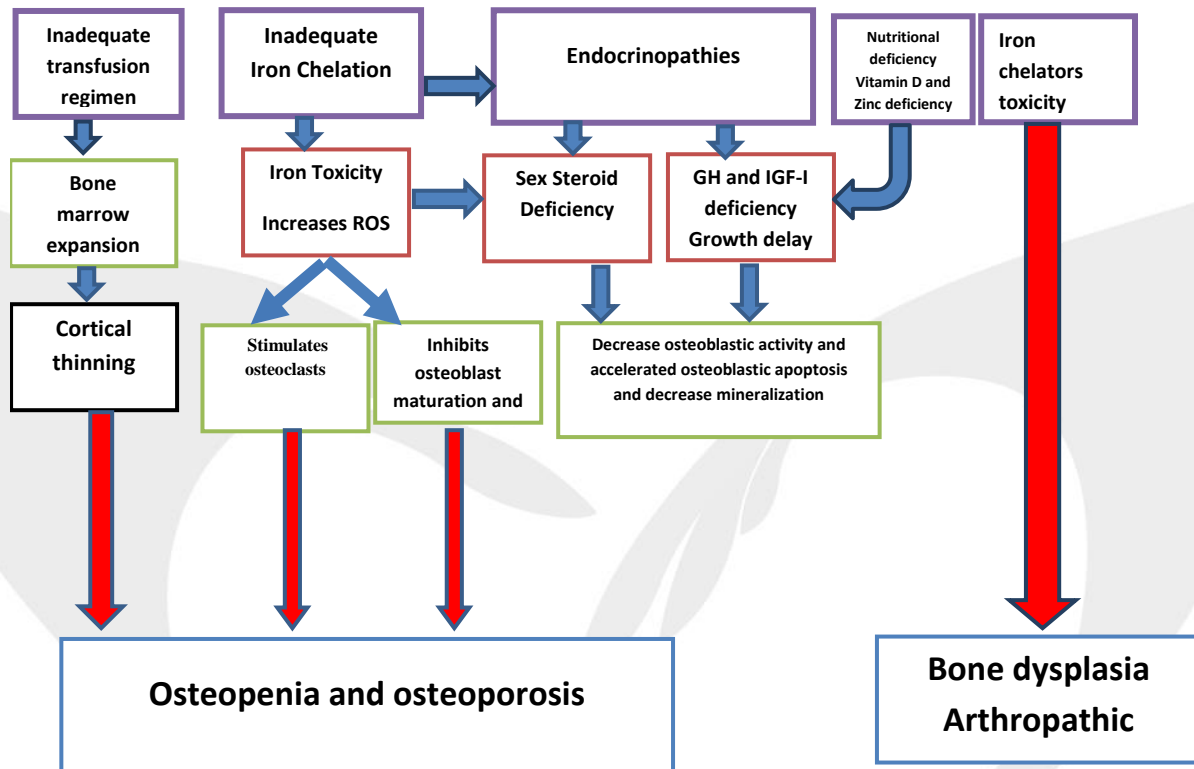 Inadequate
transfusion
regimen
Inadequate
Iron Chelation
Endocrinopathies
Nutritional
deficiency
Vitamin D and
Zinc deficiency
Iron
chelators
toxicity
Bone
marrow
expansion
Iron Toxicity
Increases ROS
Sex Steroid
Deficiency
GH and IGF-I
deficiency
Growth delay
Cortical
thinning
Stimulates
osteoclasts
Inhibits
osteoblast
maturation and
Decrease osteoblastic activity and
accelerated osteoblastic apoptosis
and decrease mineralization
Osteopenia and osteoporosis
Bone dysplasia
Arthropathic